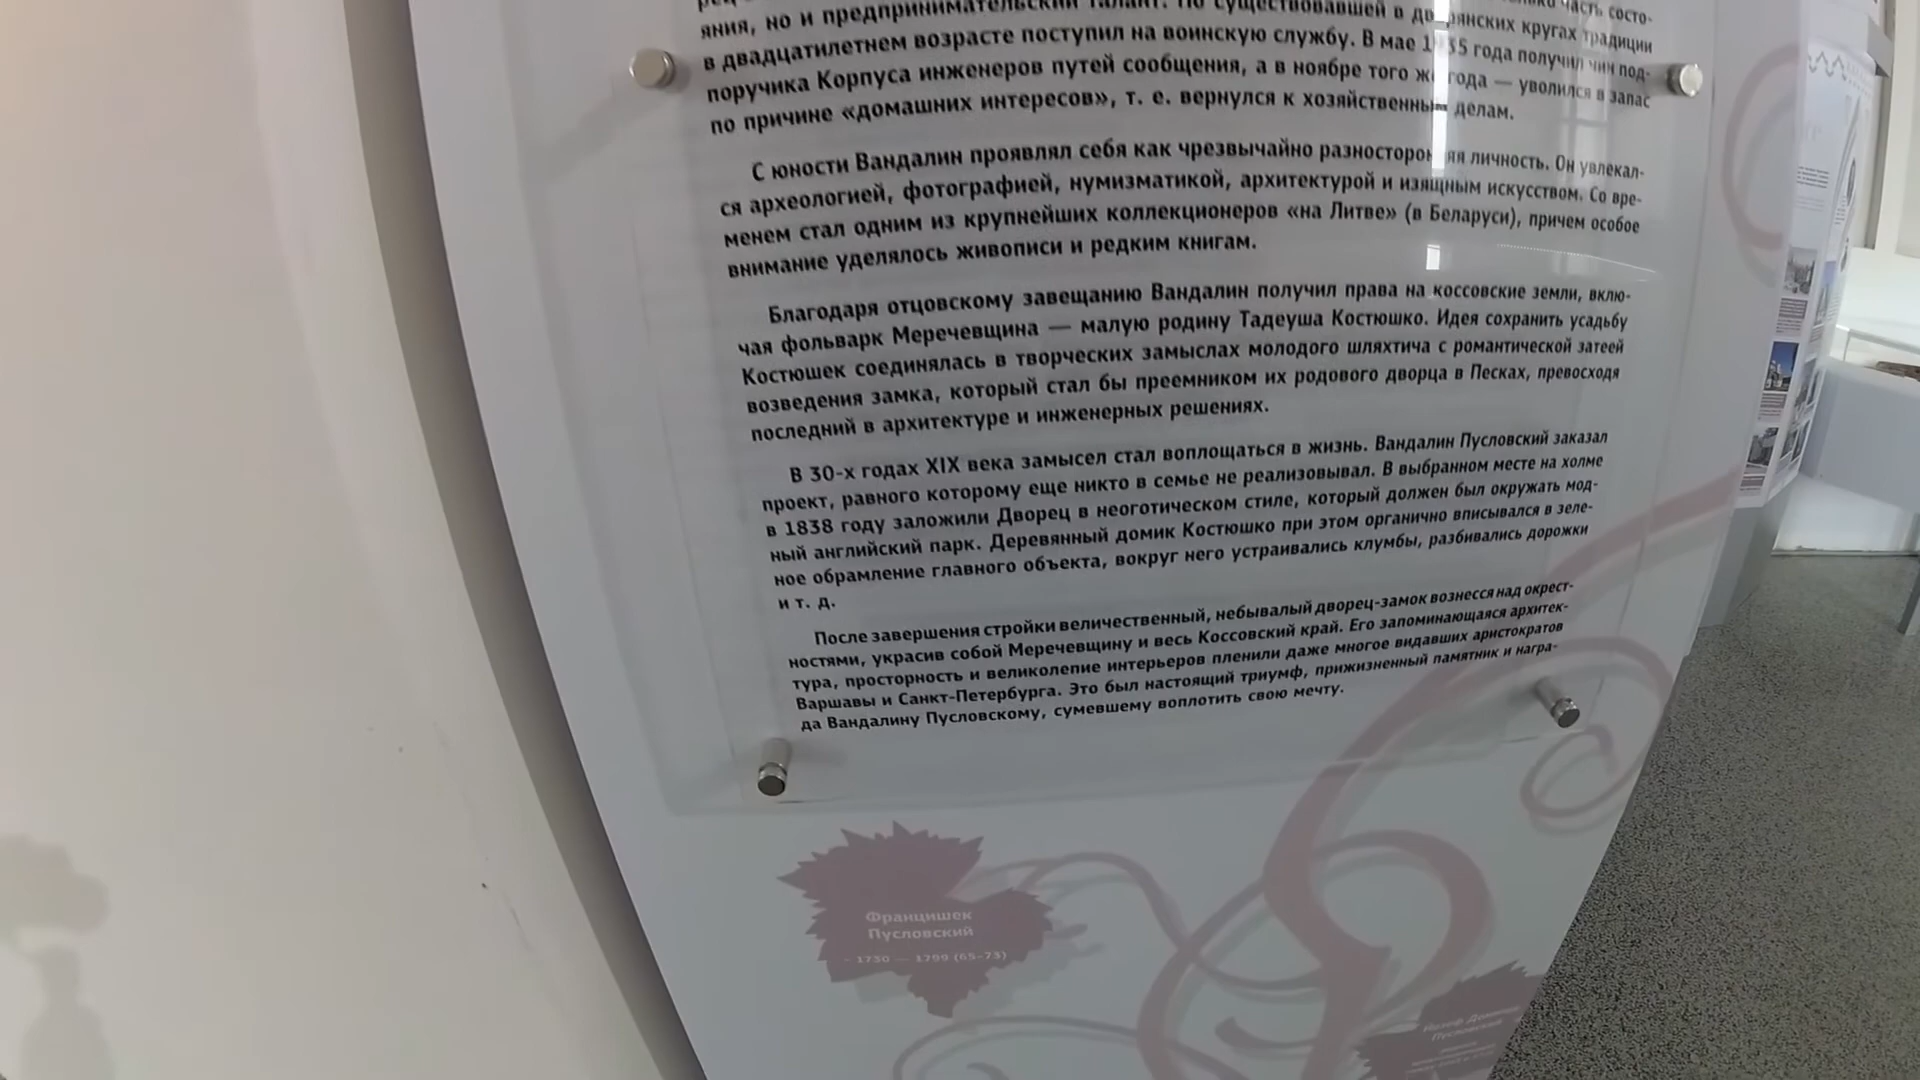 яния, но и предпринимательский талант. По существовавшей в дворянских кругах традиции
в двадцатилетнем возрасте поступил на воинскую службу. В мае 1835 года получил чин под-
поручика Корпуса инженеров путей сообщения, а в ноябре того же года — уволился в запас
по причине «домашних интересов», т. е. вернулся к хозяйственным делам.
С юности Вандалин проявлял себя как чрезвычайно разносторонняя личность. Он увлекал-
ся археологией, фотографией, нумизматикой, архитектурой и изящным искусством. Со вре-
менем стал одним из крупнейших коллекционеров «на Литве» (в Беларуси), причем особое
внимание уделялось живописи и редким книгам.
Благодаря отцовскому завещанию Вандалин получил права на коссовские земли, вклю-
чая фольварк Меречевщина — малую родину Тадеуша Костюшко. Идея сохранить усадьбу
Костюшек соединялась в творческих замыслах молодого шляхтича с романтической затеей
возведения замка, который стал бы преемником их родового дворца в Песках, превосходя
последний в архитектуре и инженерных решениях.
В 30-х годах XIX века замысел стал воплощаться в жизнь. Вандалин Пусловский заказал
проект, равного которому еще никто в семье не реализовывал. В выбранном месте на холме
в 1838 году заложили Дворец в неоготическом стиле, который должен был окружать мод-
ный английский парк. Деревянный домик Костюшко при этом органично вписывался в зеле-
ное обрамление главного объекта, вокруг него устраивались клумбы, разбивались дорожки
и т. д.
После завершения стройки величественный, небывалый дворец-замок вознесся над окрест-
ностями, украсив собой Меречевщину и весь Коссовский край. Его запоминающаяся архитек-
тура, просторность и великолепие интерьеров пленили даже многое видавших аристократов
Варшавы и Санкт-Петербурга. Это был настоящий триумф, прижизненный памятник и награ-
да Вандалину Пусловскому, сумевшему воплотить свою мечту.
Францишек
Пусловский
~ 1730 — 1799 (65-73)
Пусловский